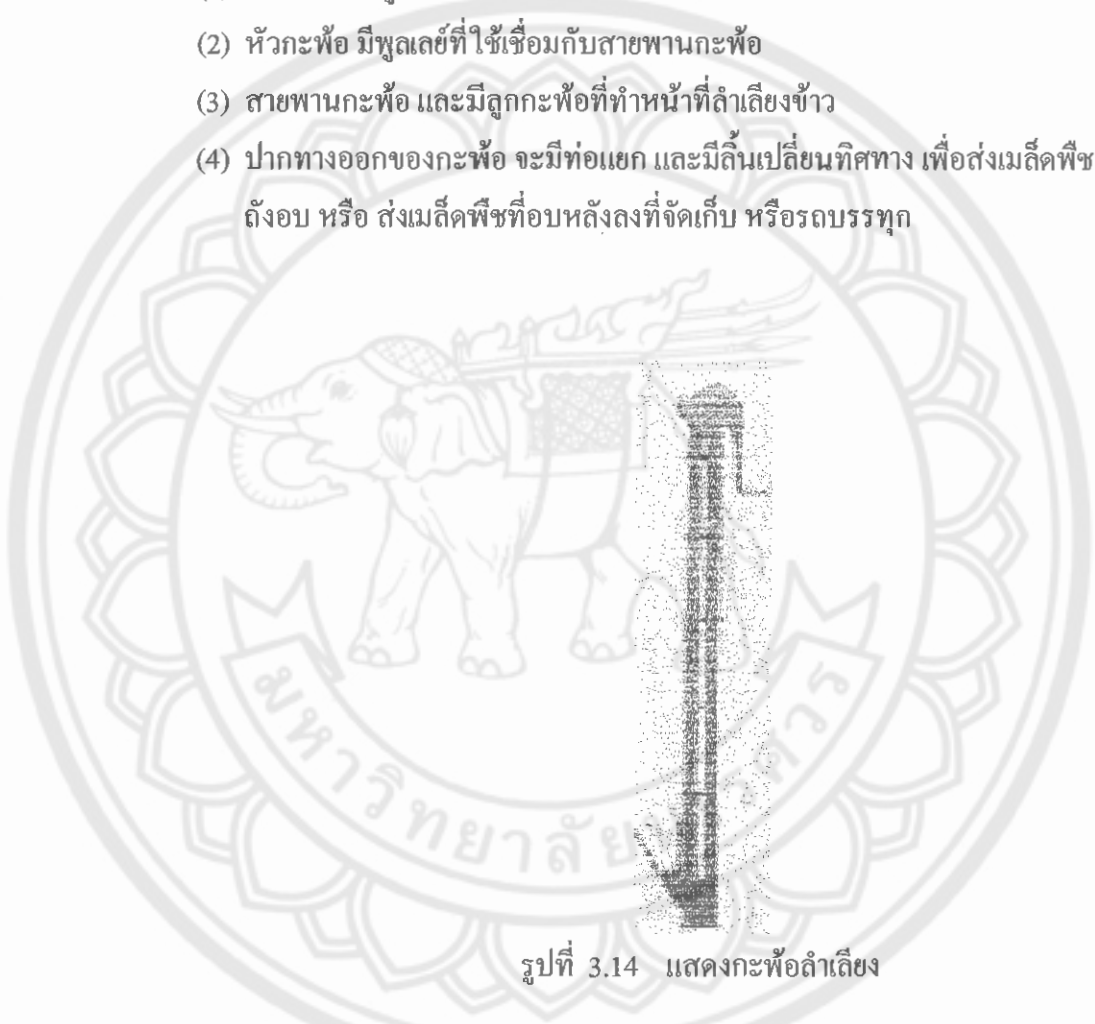 (2) หัวกะพ้อ มีพูลเลย์ที่ใช้เชื่อมกับสายพานกะพ้อ
(3) สายพานกะพ้อ และมีลูกกะพ้อที่ทำหน้าที่ลำเลียงข้าว
(4) ปากทางออกของกะพ้อ จะมีท่อแยก และมีลิ้นเปลี่ยนทิศทาง เพื่อส่งเมล็ดพืช
ถังอบ หรือ ส่งเมล็ดพืชที่อบหลังลงที่จัดเก็บ หรือรถบรรทุก
มหาวิทยาลัย
รูปที่ 3.14 แสดงกะพ้อลำเลียง